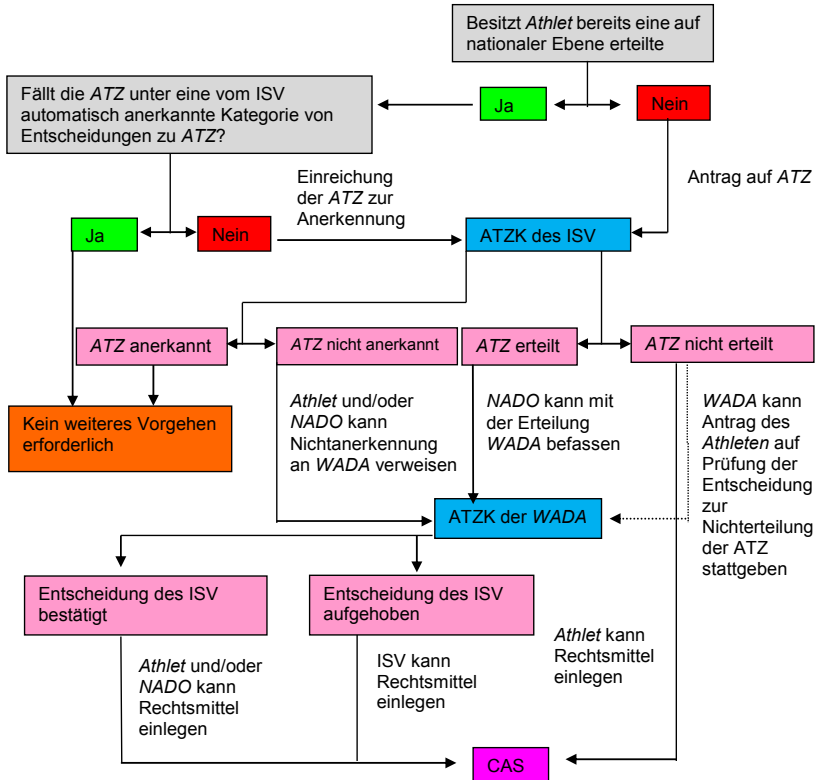 Besitzt Athlet bereits eine auf
nationaler Ebene erteilte
Fällt die ATZ unter eine vom ISV
automatisch anerkannte Kategorie von
Entscheidungen zu ATZ?
Ja
Nein
Einreichung
der ATZ zur
Anerkennung
Antrag auf ATZ
Ja
Nein
ATZK des ISV
ATZ anerkannt
ATZ nicht anerkannt
ATZ erteilt
ATZ nicht erteilt
Kein weiteres Vorgehen
erforderlich
Athlet und/oder
NADO kann
Nichtanerkennung
an WADA verweisen
NADO kann mit
der Erteilung
WADA befassen
WADA kann
Antrag des
Athleten auf
Prüfung der
Entscheidung
zur
Nichterteilung
der ATZ
stattgeben
ATZK der WADA
Entscheidung des ISV
bestätigt
Entscheidung des ISV
aufgehoben
Athlet und/oder
NADO kann
Rechtsmittel
einlegen
ISV kann
Rechtsmittel
einlegen
Athlet kann
Rechtsmittel
einlegen
CAS